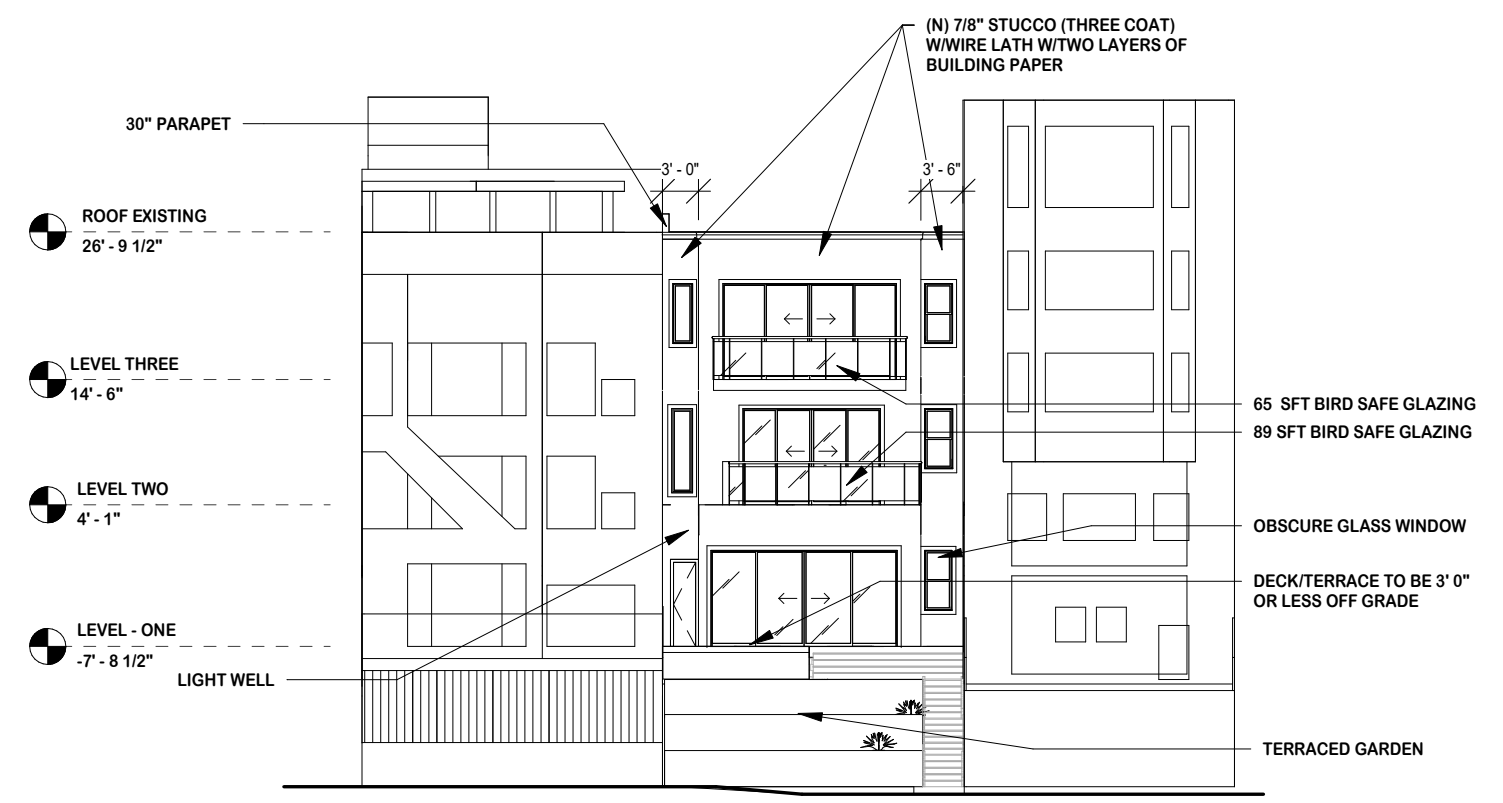 (N) 7/8" STUCCO (THREE COAT)
W/WIRE LATH W/TWO LAYERS OF
BUILDING PAPER
30" PARAPET
3' - 0"
3' - 6"
ROOF EXISTING
26' - 9 1/2"
LEVEL THREE
14' - 6"
65 SFT BIRD SAFE GLAZING
89 SFT BIRD SAFE GLAZING
LEVEL TWO
4' - 1"
OBSCURE GLASS WINDOW
DECK/TERRACE TO BE 3' 0"
OR LESS OFF GRADE
LEVEL - ONE
-7' - 8 1/2"
LIGHT WELL
TERRACED GARDEN